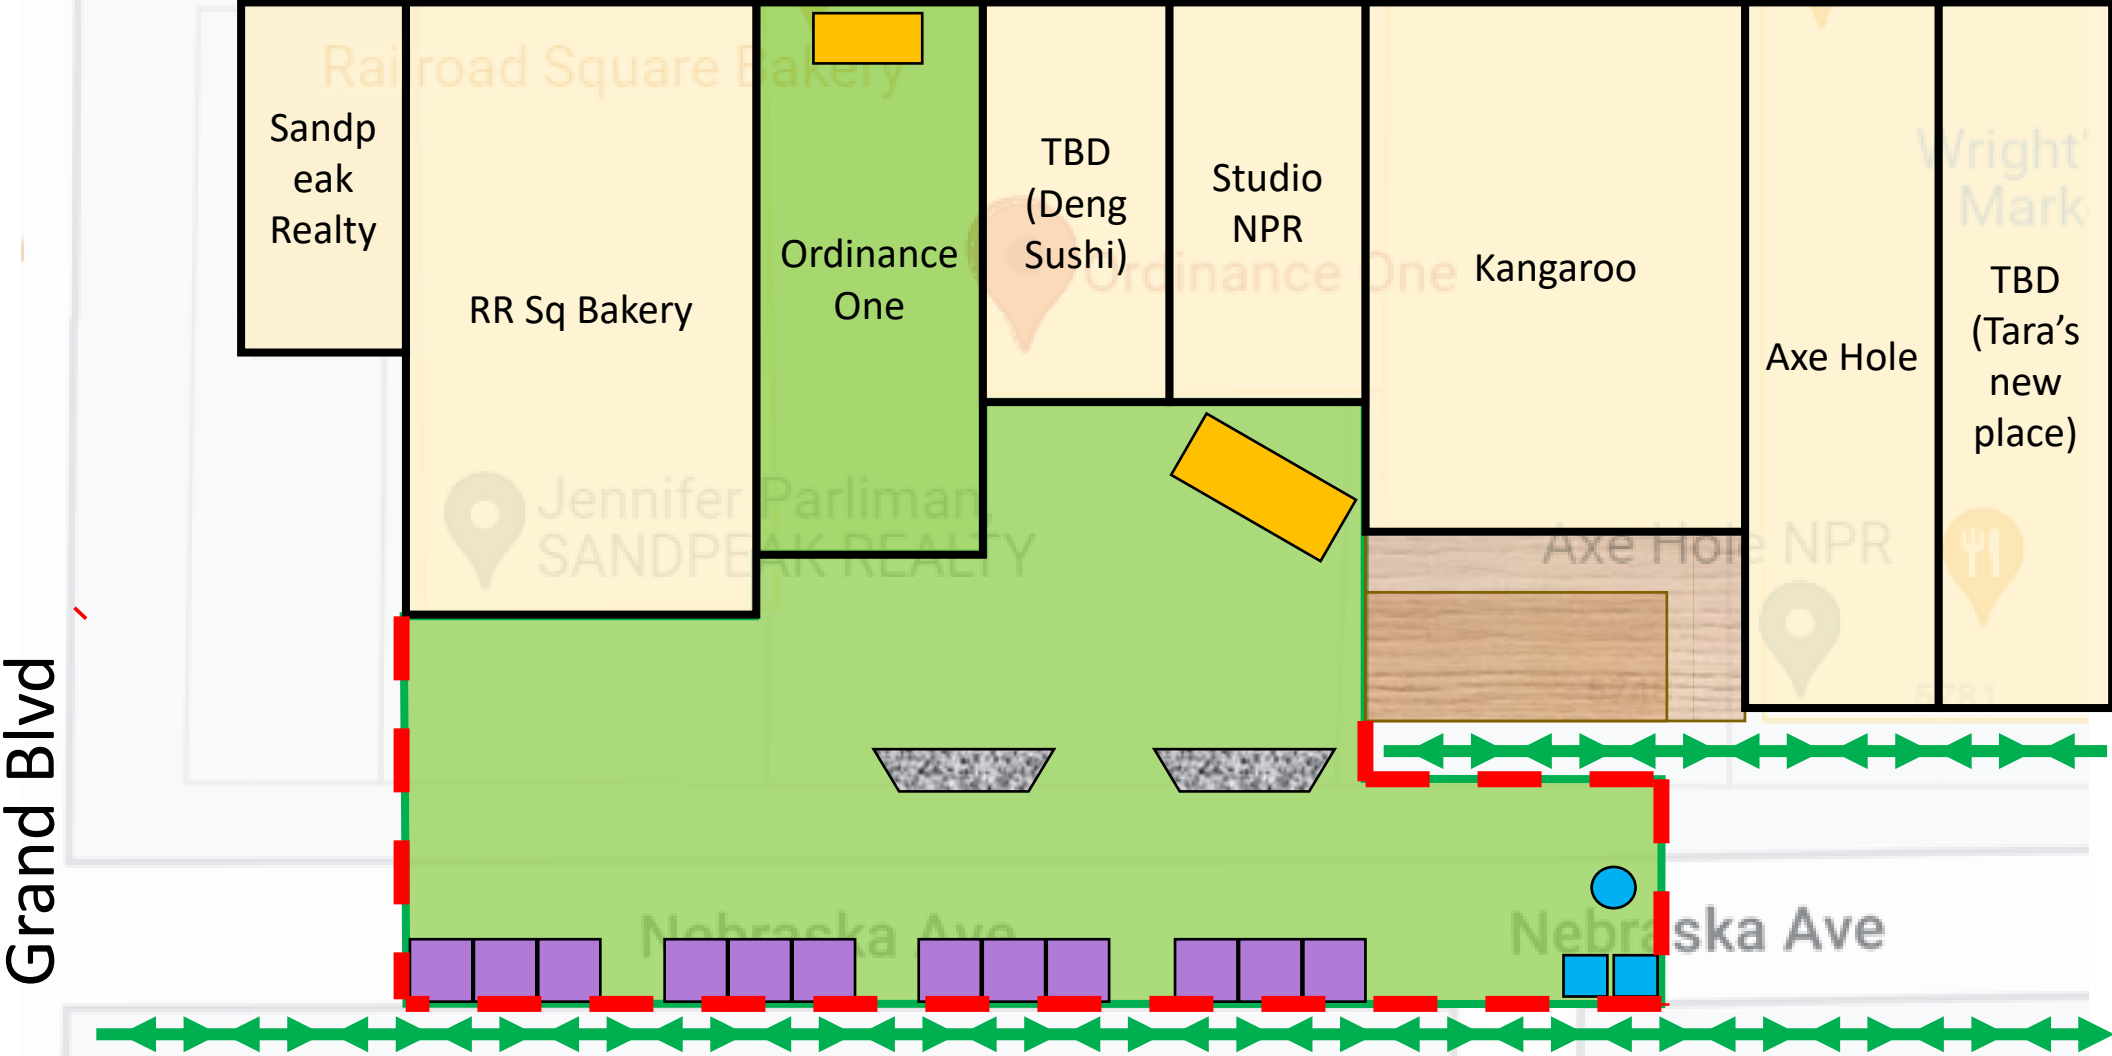 Railroad Square Bakery
Sandp
eak
Realty
RR Sq Bakery
Ordinance
One
TBD
(Deng
Sushi)
Studio
NPR
Ordinance One
Kangaroo
Axe Hole
Wright'
Mark
TBD
(Tara’s
new
place)
Jennifer Parliman,
SANDPEAK REALTY
Axe Hole NPR
5781
Grand Blvd
Nebraska Ave
Nebraska Ave